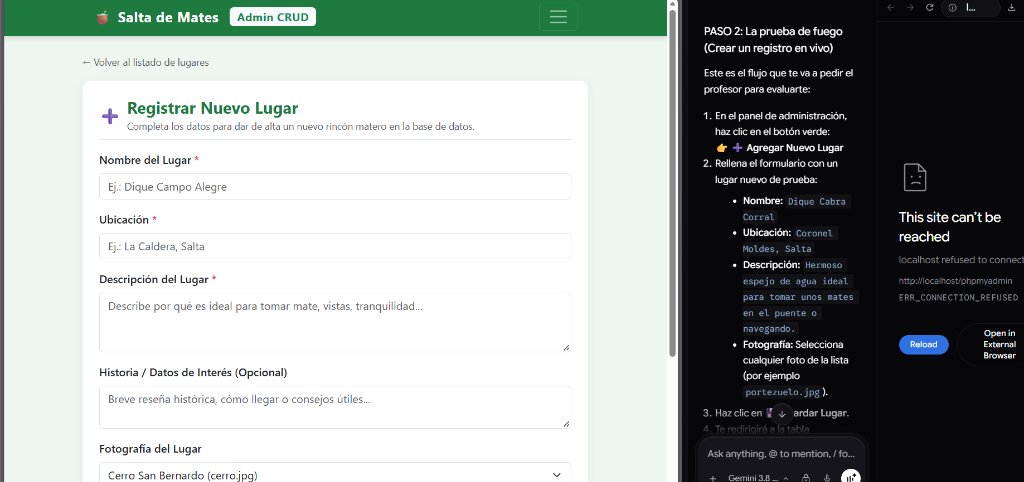 Salta de Mates Admin CRUD
← Volver al listado de lugares
Registrar Nuevo Lugar
Completa los datos para dar de alta un nuevo rincón matero en la base de datos.
Nombre del Lugar *
Ej.: Dique Campo Alegre
Ubicación *
Ej.: La Caldera, Salta
Descripción del Lugar *
Describe por qué es ideal para tomar mate, vistas, tranquilidad...
Historia / Datos de Interés (Opcional)
Breve reseña histórica, cómo llegar o consejos útiles...
Fotografía del Lugar
Cerro San Bernardo (cerro.jpg)
PASO 2: La prueba de fuego
(Crear un registro en vivo)
Este es el flujo que te va a pedir el
profesor para evaluarte:
1. En el panel de administración,
haz clic en el botón verde:
👉 ➕ Agregar Nuevo Lugar
2. Rellena el formulario con un
lugar nuevo de prueba:
• Nombre: Dique Cabra
Corral
• Ubicación: Coronel
Moldes, Salta
• Descripción: Hermoso
espejo de agua ideal
para tomar unos mates
en el puente o
navegando.
• Fotografía: Selecciona
cualquier foto de la lista
(por ejemplo
portezuelo.jpg).
3. Haz clic en ardar Lugar.
4. Te redirigirá a la tabla
Ask anything, @ to mention, / fo...
Gemini 3.8 ...
l...
This site can't be
reached
localhost refused to connect
http://localhost/phpmyadmin
ERR_CONNECTION_REFUSED
Reload
Open in
External
Browser